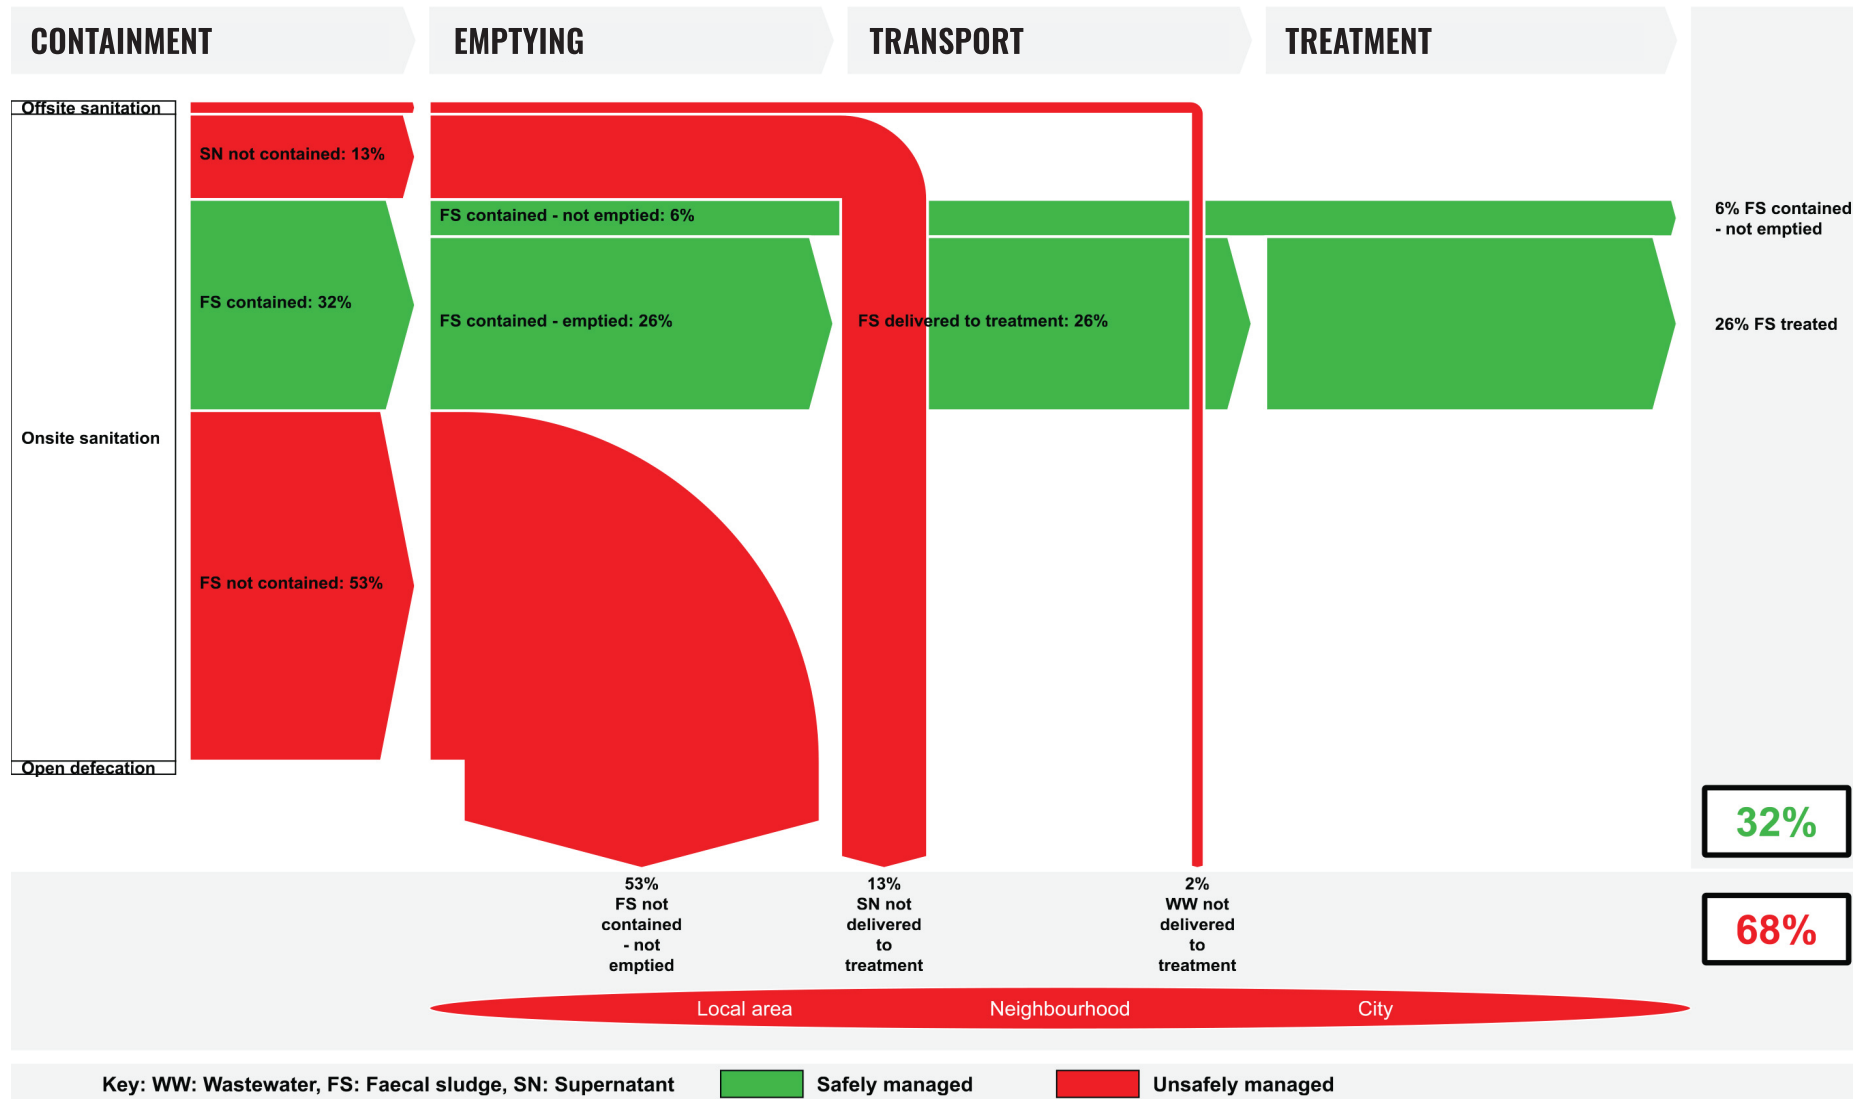 CONTAINMENT
EMPTYING
TRANSPORT
TREATMENT
Offsite sanitation
SN not contained: 13%
FS contained - not emptied: 6%
6% FS contained
- not emptied
FS contained: 32%
FS contained - emptied: 26%
FS delivered to treatment: 26%
26% FS treated
Onsite sanitation
FS not contained: 53%
Open defecation
32%
53%
FS not
contained
- not
emptied
13%
SN not
delivered
to
treatment
2%
WW not
delivered
to
treatment
68%
Local area
Neighbourhood
City
Key: WW: Wastewater, FS: Faecal sludge, SN: Supernatant
Safely managed
Unsafely managed